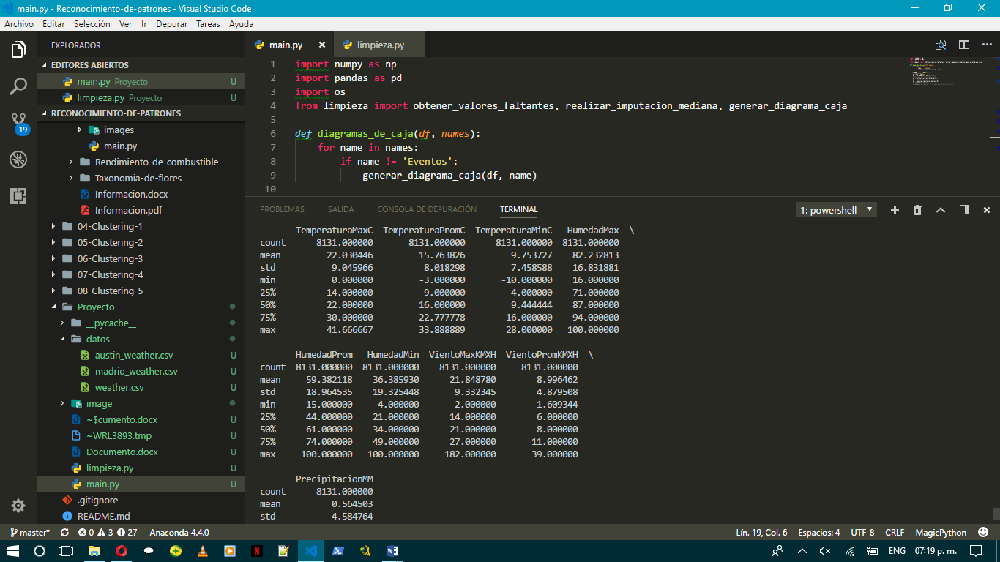 main.py - Reconocimiento-de-patrones - Visual Studio Code
Archivo Editar Selección Ver Ir Depurar Tareas Ayuda
EXPLORADOR
EDITORES ABIERTOS
main.py Proyecto U
limpieza.py Proyecto U
RECONOCIMIENTO-DE-PATRONES
images
main.py
Rendimiento-de-combustible
Taxonomia-de-flores
Informacion.docx
Informacion.pdf
04-Clustering-1
05-Clustering-2
06-Clustering-3
07-Clustering-4
08-Clustering-5
Proyecto
__pycache__
datos
austin_weather.csv U
madrid_weather.csv U
weather.csv U
image
~$cumento.docx U
~WRL3893.tmp U
Documento.docx U
limpieza.py U
main.py U
.gitignore
README.md
19
main.py limpieza.py
1 import numpy as np
2 import pandas as pd
3 import os
4 from limpieza import obtener_valores_faltantes, realizar_imputacion_mediana, generar_diagrama_caja
5
6 def diagramas_de_caja(df, names):
7 for name in names:
8 if name != 'Eventos':
9 generar_diagrama_caja(df, name)
10
PROBLEMAS SALIDA CONSOLA DE DEPURACIÓN TERMINAL 1: powershell
TemperaturaMaxC TemperaturaPromC TemperaturaMinC HumedadMax \
count 8131.000000 8131.000000 8131.000000 8131.000000
mean 22.030446 15.763826 9.753727 82.232813
std 9.045966 8.018298 7.458588 16.831881
min 0.000000 -3.000000 -10.000000 16.000000
25% 14.000000 9.000000 4.000000 71.000000
50% 22.000000 16.000000 9.444444 87.000000
75% 30.000000 22.777778 16.000000 94.000000
max 41.666667 33.888889 28.000000 100.000000
HumedadProm HumedadMin VientoMaxKMXH VientoPromKMXH \
count 8131.000000 8131.000000 8131.000000 8131.000000
mean 59.382118 36.385930 21.848780 8.996462
std 18.964535 19.325448 9.332345 4.879508
min 15.000000 4.000000 2.000000 1.609344
25% 44.000000 21.000000 14.000000 6.000000
50% 61.000000 34.000000 21.000000 8.000000
75% 74.000000 49.000000 27.000000 11.000000
max 100.000000 100.000000 182.000000 39.000000
PrecipitacionMM
count 8131.000000
mean 0.564503
std 4.584764
master* 0 3 27 Anaconda 4.4.0 Lín. 19, Col. 6 Espacios: 4 UTF-8 CRLF MagicPython
ENG 07:19 p. m.